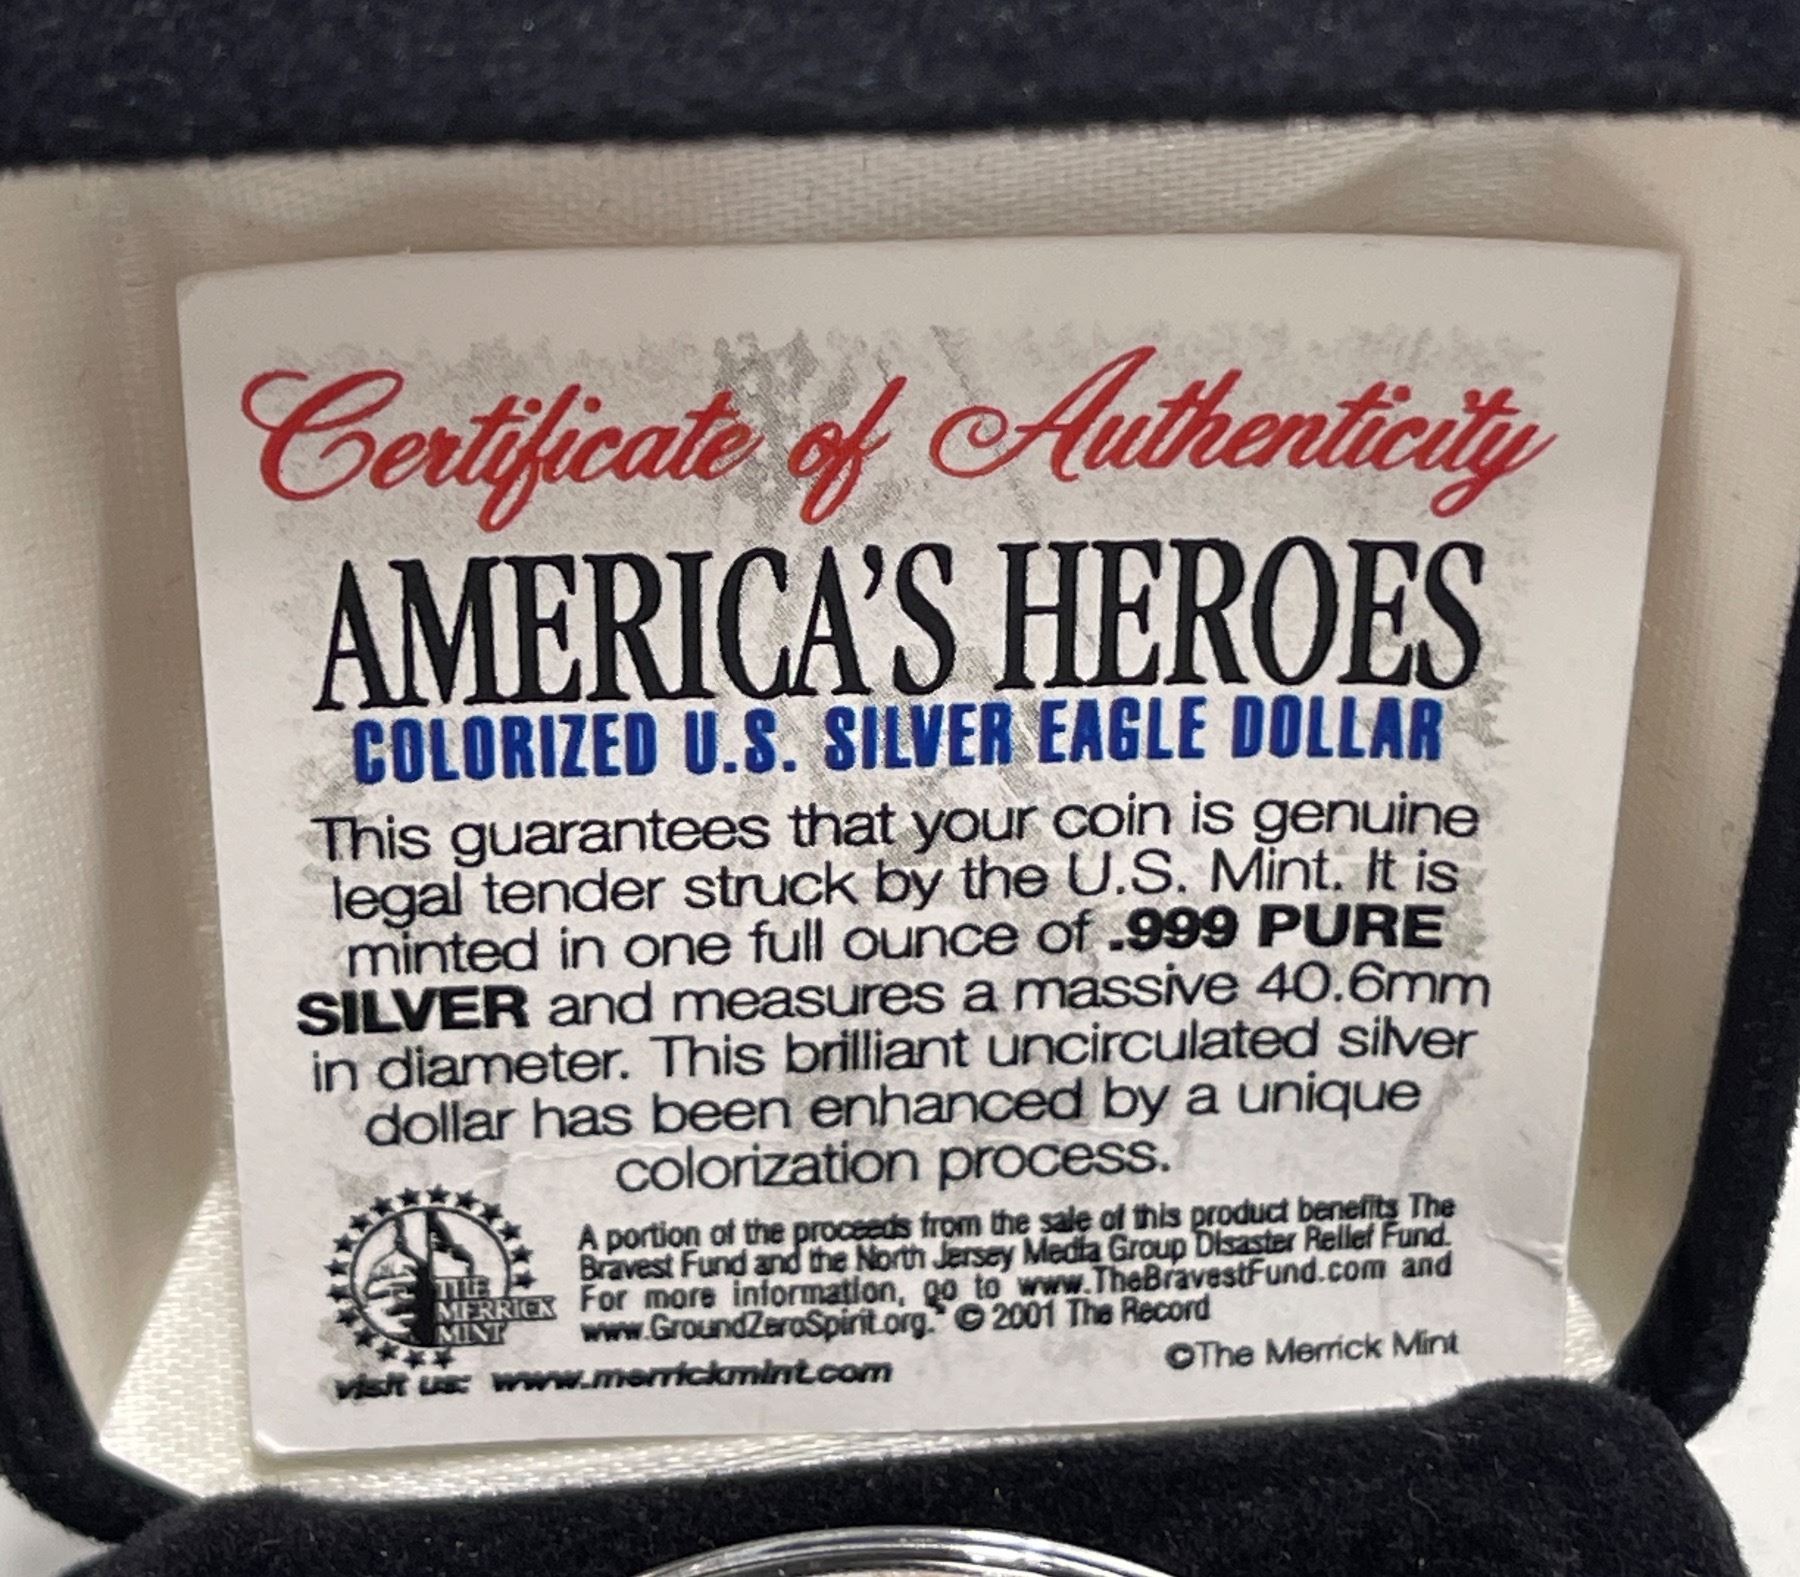 Certificate of Authenticity
AMERICA'S HEROES
COLORIZED U.S. SILVER EAGLE DOLLAR
This guarantees that your coin is genuine
legal tender struck by the U.S. Mint. It is
minted in one full ounce of .999 PURE
SILVER and measures a massive 40.6mm
in diameter. This brilliant uncirculated silver
dollar has been enhanced by a unique
colorization process.
THE
MERRICK
MINT
A portion of the proceeds from the sale of this product benefits The
Bravest Fund and the North Jersey Media Group Disaster Relief Fund.
For more information, go to www.TheBravestFund.com and
www.GroundZeroSpirit.org." © 2001 The Record
©The Merrick Mint
visit us: www.merrickmint.com